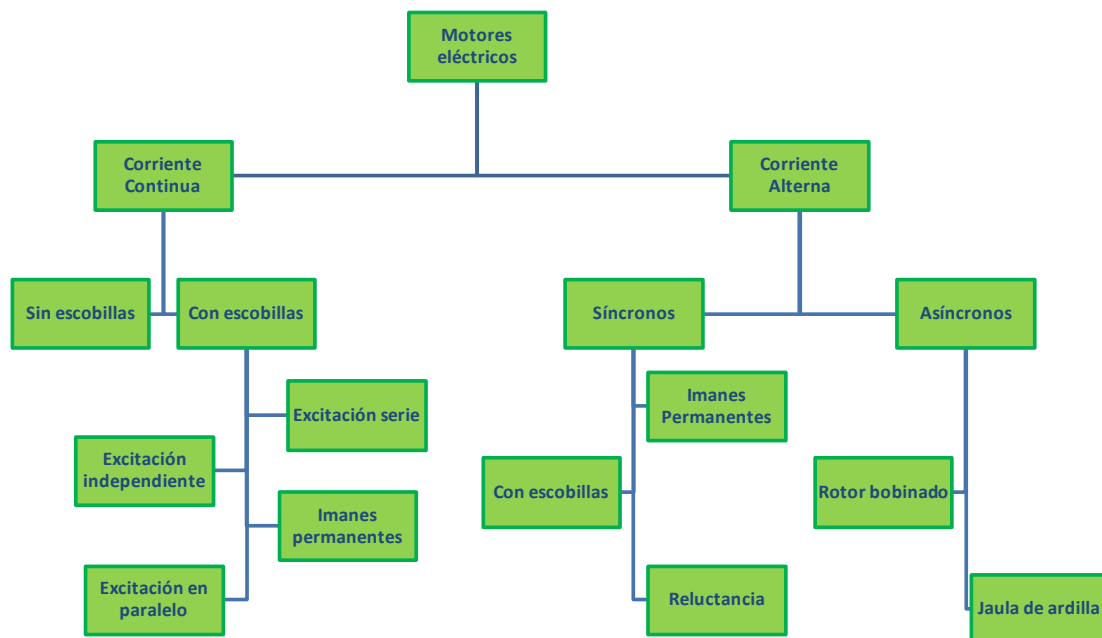 Motores
eléctricos
Corriente
Continua
Corriente
Alterna
Sin escobillas
Con escobillas
Síncronos
Asíncronos
Excitación serie
Imanes
Permanentes
Excitación
independiente
Con escobillas
Rotor bobinado
Imanes
permanentes
Excitación en
paralelo
Reluctancia
Jaula de ardilla